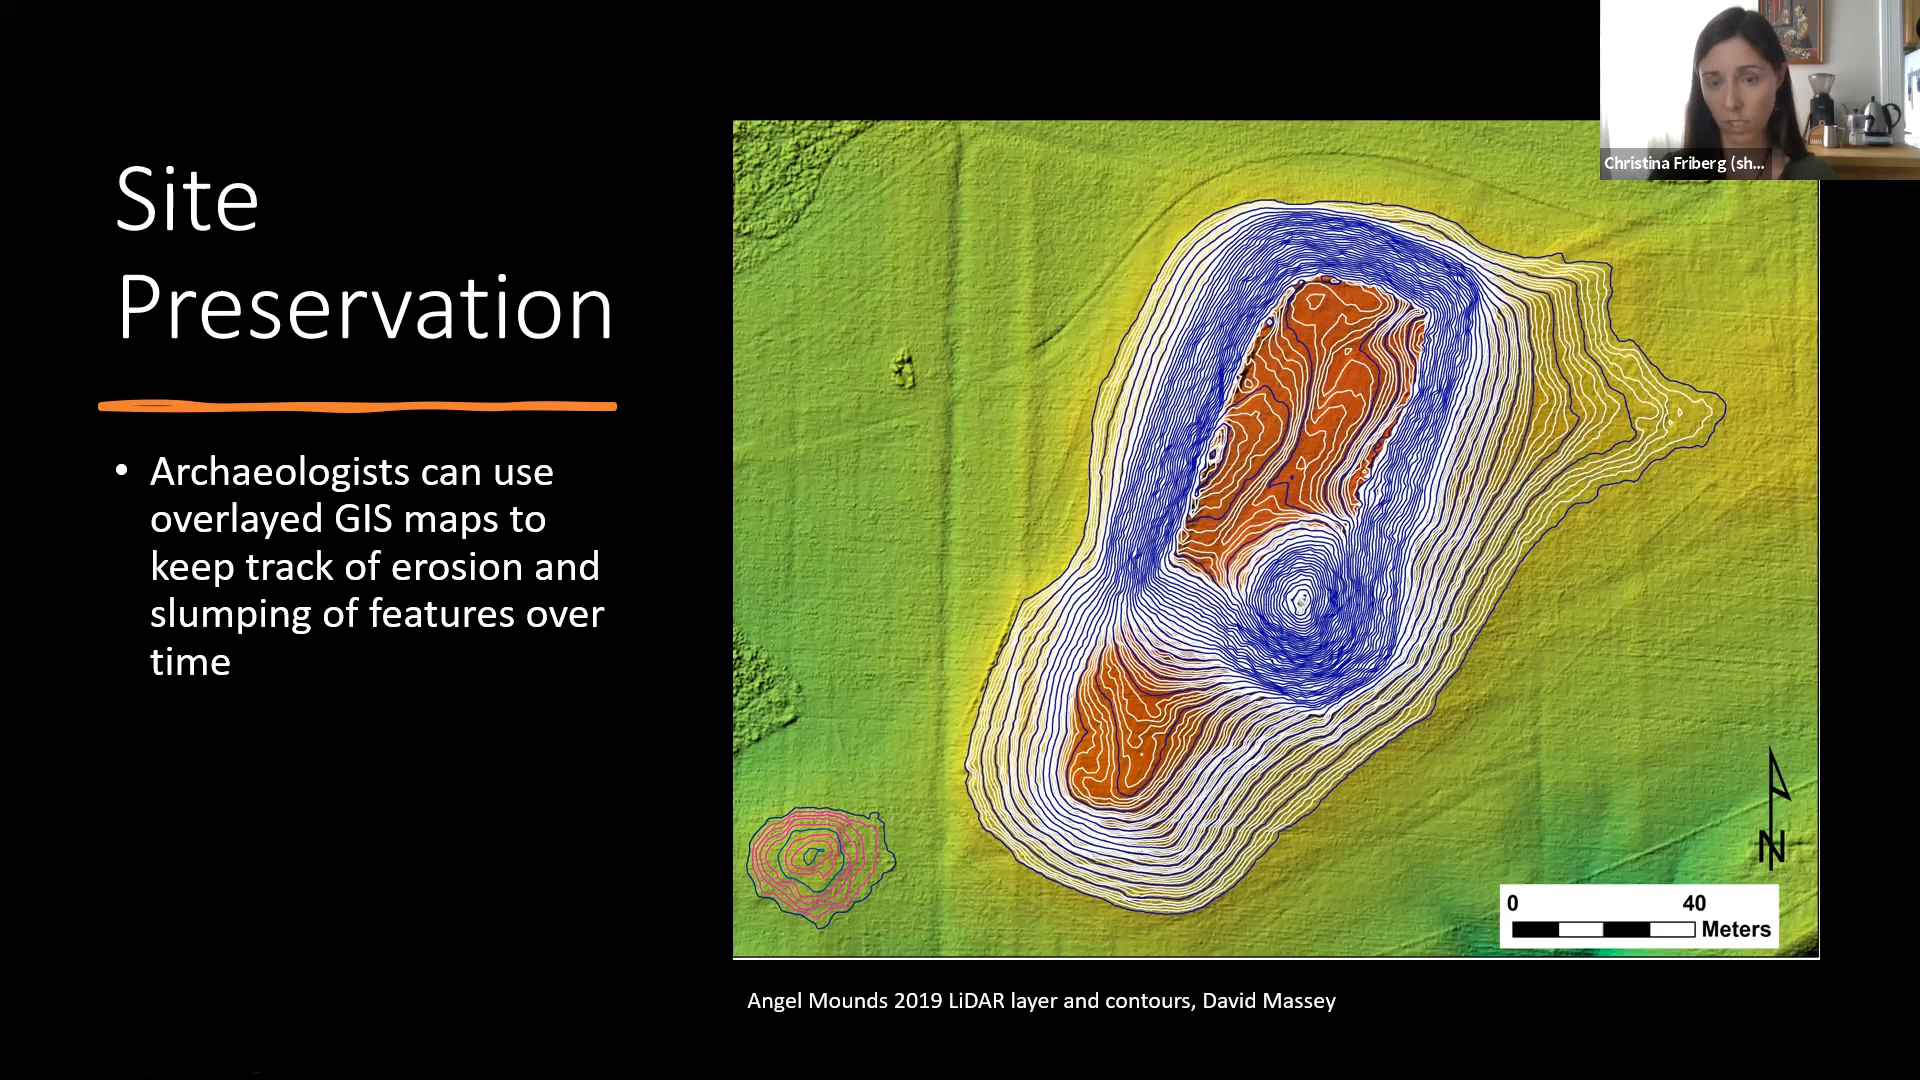 Christina Friberg (sh...
Site
Preservation
• Archaeologists can use
overlayed GIS maps to
keep track of erosion and
slumping of features over
time
N
0 40
Meters
Angel Mounds 2019 LiDAR layer and contours, David Massey